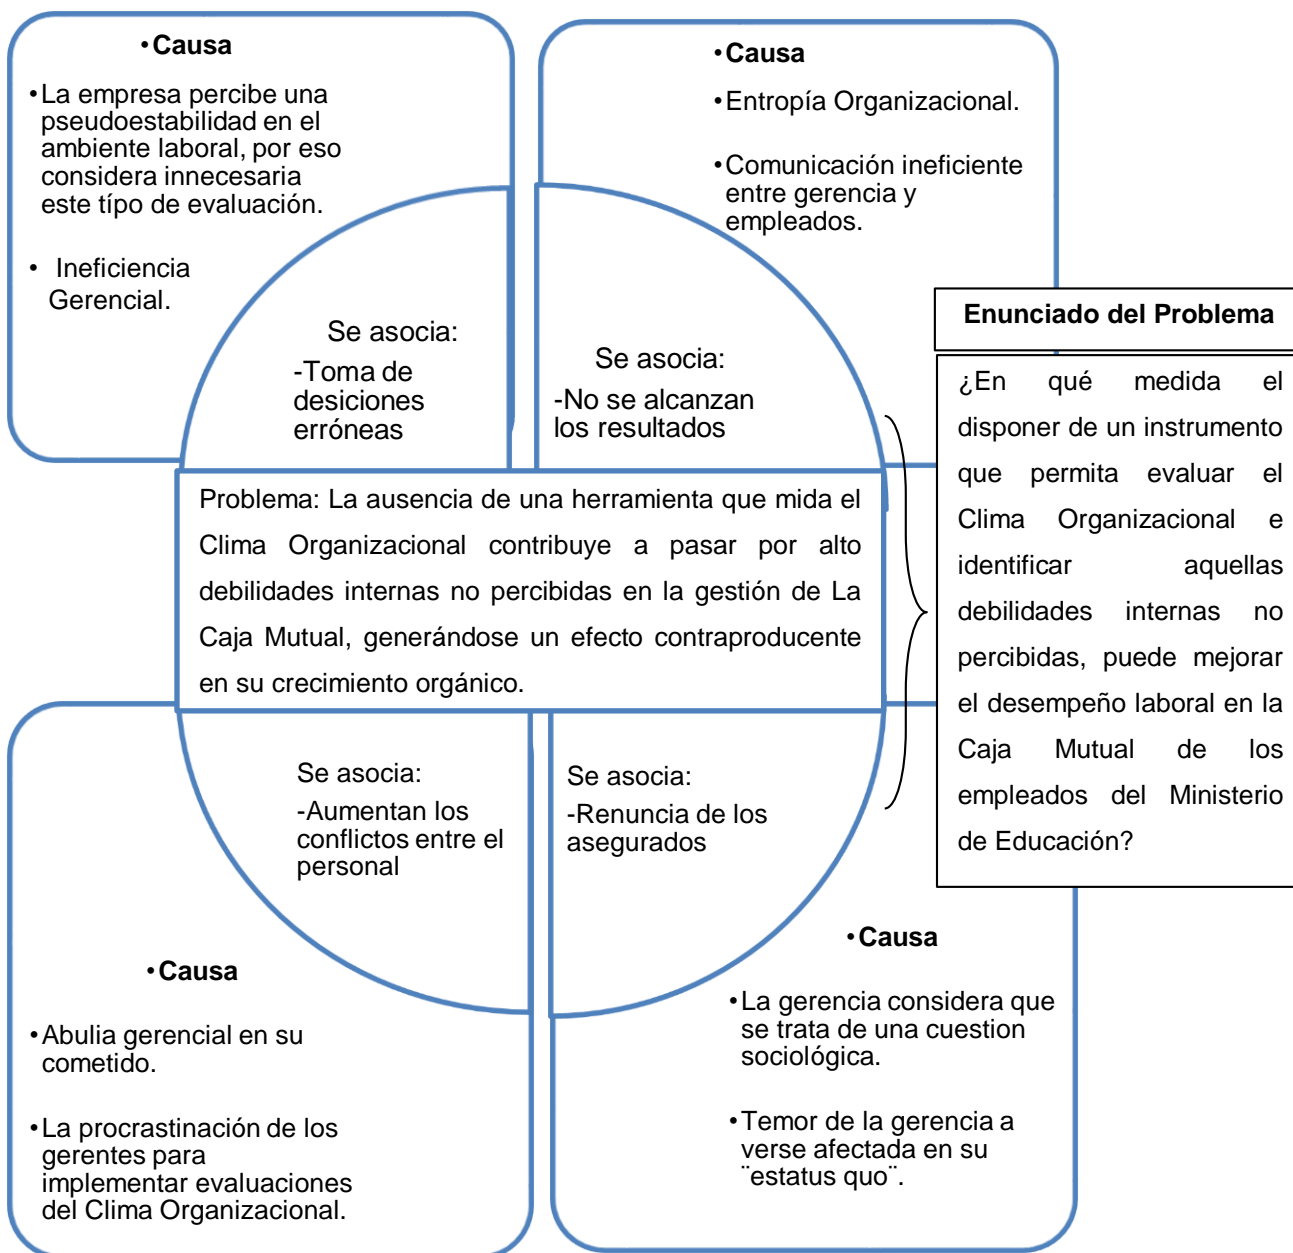 •Causa
•La empresa percibe una
pseudoestabilidad en el
ambiente laboral, por eso
considera innecesaria
este típo de evaluación.
• Ineficiencia
Gerencial.
Se asocia:
-Toma de
desiciones
erróneas
•Causa
•Entropía Organizacional.
•Comunicación ineficiente
entre gerencia y
empleados.
Se asocia:
-No se alcanzan
los resultados
Problema: La ausencia de una herramienta que mida el
Clima Organizacional contribuye a pasar por alto
debilidades internas no percibidas en la gestión de La
Caja Mutual, generándose un efecto contraproducente
en su crecimiento orgánico.
Enunciado del Problema
¿En qué medida el
disponer de un instrumento
que permita evaluar el
Clima Organizacional e
identificar aquellas
debilidades internas no
percibidas, puede mejorar
el desempeño laboral en la
Caja Mutual de los
empleados del Ministerio
de Educación?
Se asocia:
-Aumentan los
conflictos entre el
personal
•Causa
•Abulia gerencial en su
cometido.
•La procrastinación de los
gerentes para
implementar evaluaciones
del Clima Organizacional.
Se asocia:
-Renuncia de los
asegurados
•Causa
•La gerencia considera que
se trata de una cuestion
sociológica.
•Temor de la gerencia a
verse afectada en su
¨estatus quo¨.